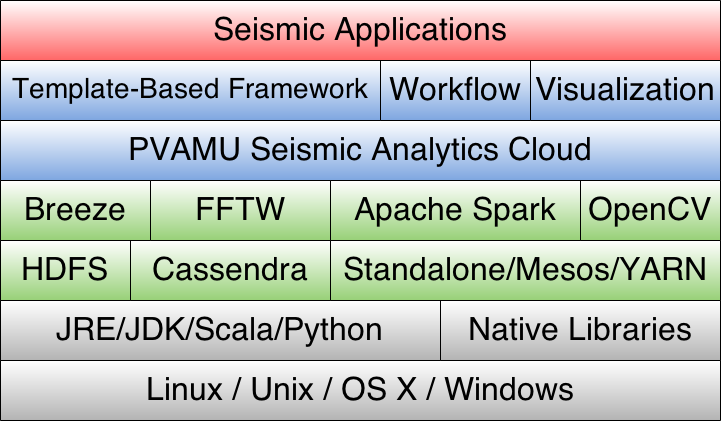 Seismic Applications
Template-Based Framework
Workflow
Visualization
PVAMU Seismic Analytics Cloud
Breeze
FFTW
Apache Spark
OpenCV
HDFS
Cassendra
Standalone/Mesos/YARN
JRE/JDK/Scala/Python
Native Libraries
Linux / Unix / OS X / Windows